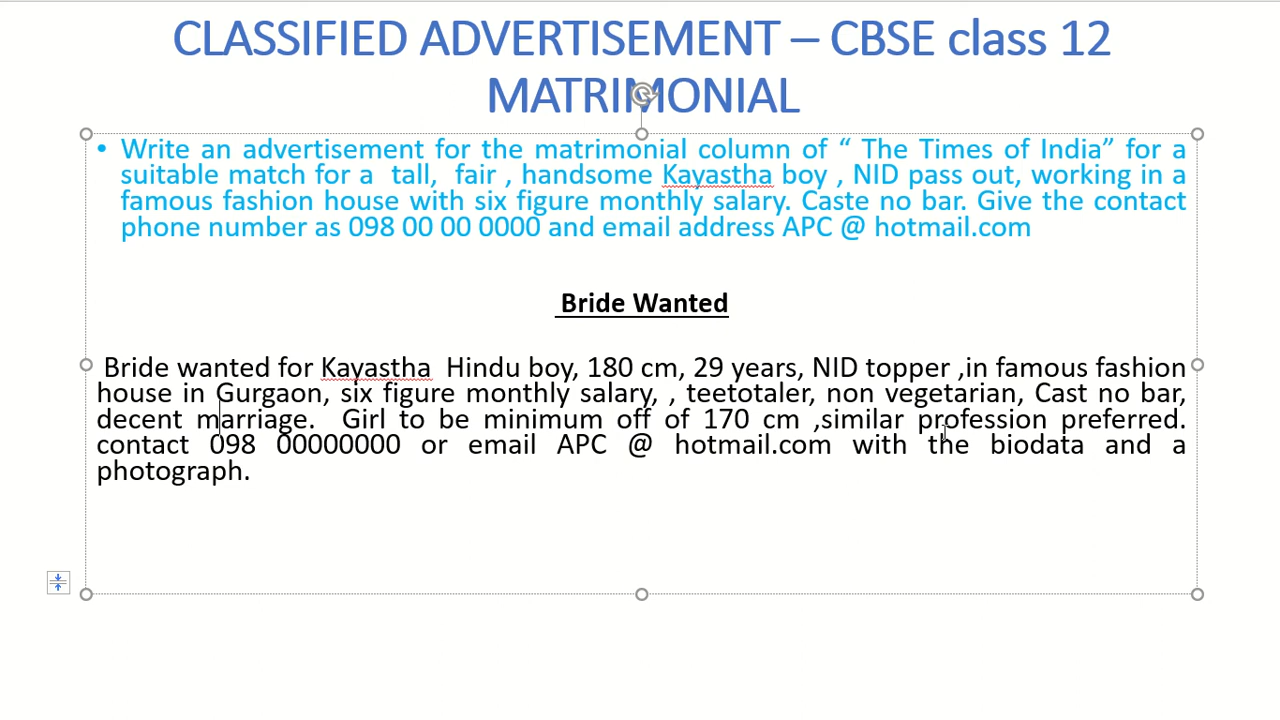 CLASSIFIED ADVERTISEMENT – CBSE class 12
MATRIMONIAL
• Write an advertisement for the matrimonial column of “ The Times of India” for a
suitable match for a tall, fair , handsome Kayastha boy , NID pass out, working in a
famous fashion house with six figure monthly salary. Caste no bar. Give the contact
phone number as 098 00 00 0000 and email address APC @ hotmail.com
Bride Wanted
Bride wanted for Kayastha Hindu boy, 180 cm, 29 years, NID topper ,in famous fashion
house in Gurgaon, six figure monthly salary, , teetotaler, non vegetarian, Cast no bar,
decent marriage. Girl to be minimum off of 170 cm ,similar profession preferred.
contact 098 00000000 or email APC @ hotmail.com with the biodata and a
photograph.